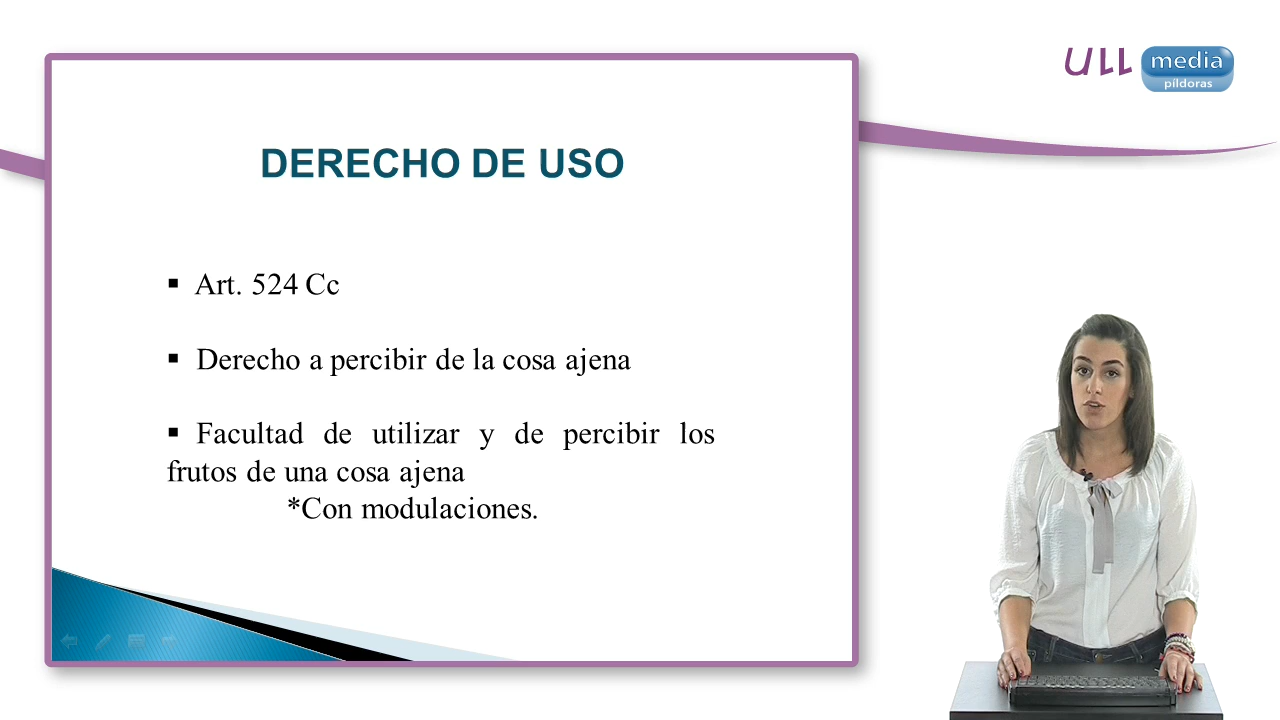 ULL media
píldoras
DERECHO DE USO
▪ Art. 524 Cc
▪ Derecho a percibir de la cosa ajena
▪ Facultad de utilizar y de percibir los
frutos de una cosa ajena
*Con modulaciones.